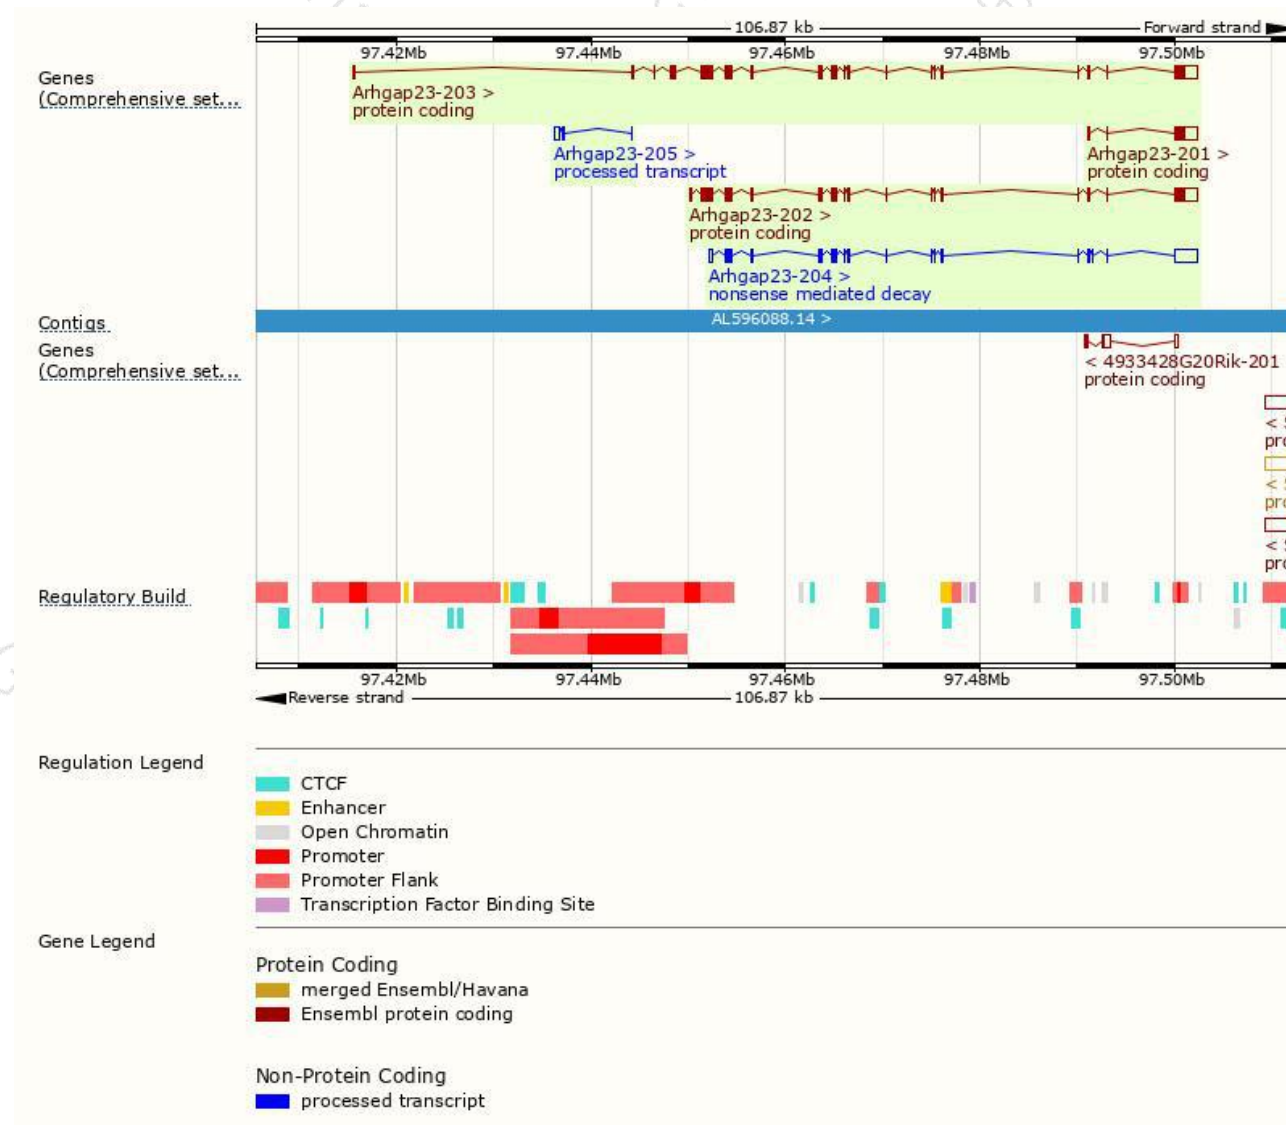 106.87 kb Forward strand
97.42Mb 97.44Mb 97.46Mb 97.48Mb 97.50Mb
Genes
(Comprehensive set...
Arhgap23-203 >
protein coding
Arhgap23-205 >
processed transcript
Arhgap23-201 >
protein coding
Arhgap23-202 >
protein coding
Arhgap23-204 >
nonsense mediated decay
Contigs
AL596088.14 >
Genes
(Comprehensive set...
< 4933428G20Rik-201
protein coding
<
pro
<
pro
<
pro
Regulatory Build
97.42Mb 97.44Mb 97.46Mb 97.48Mb 97.50Mb
Reverse strand 106.87 kb
Regulation Legend
CTCF
Enhancer
Open Chromatin
Promoter
Promoter Flank
Transcription Factor Binding Site
Gene Legend
Protein Coding
merged Ensembl/Havana
Ensembl protein coding
Non-Protein Coding
processed transcript